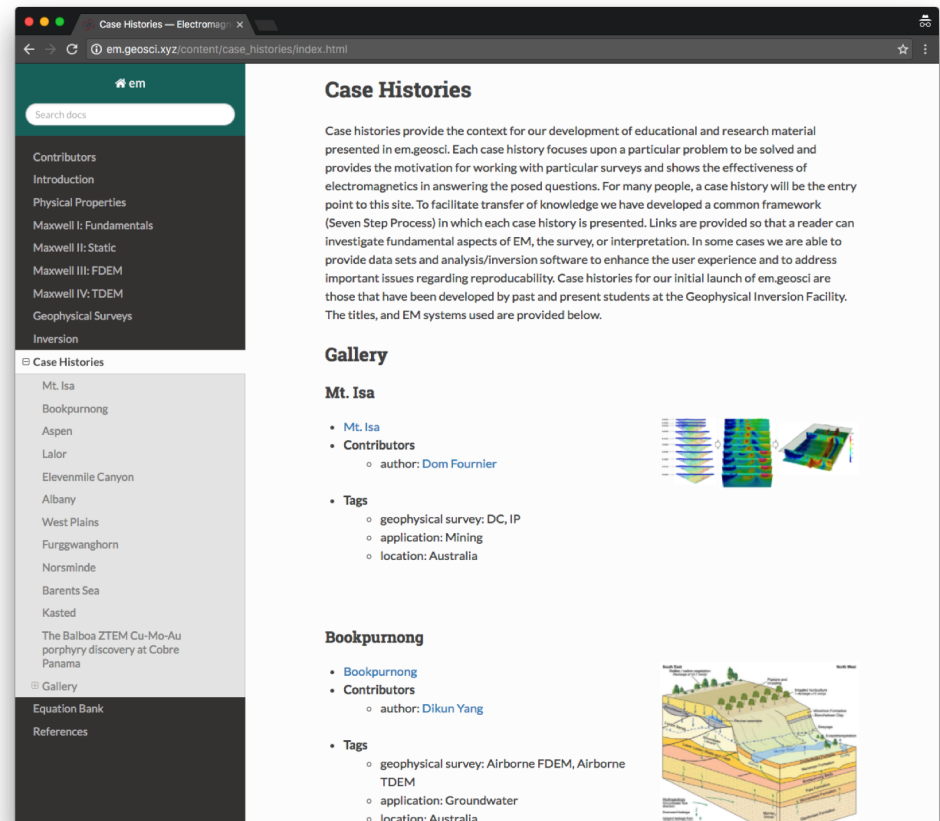 Case Histories — Electromagn
em.geosci.xyz/content/case_histories/index.html
em
Search docs
Contributors
Introduction
Physical Properties
Maxwell I: Fundamentals
Maxwell II: Static
Maxwell III: FDEM
Maxwell IV: TDEM
Geophysical Surveys
Inversion
Case Histories
Mt. Isa
Bookpurnong
Aspen
Lalor
Elevenmile Canyon
Albany
West Plains
Furggwanghorn
Norsminde
Barents Sea
Kasted
The Balboa ZTEM Cu-Mo-Au
porphyry discovery at Cobre
Panama
Gallery
Equation Bank
References
Case Histories
Case histories provide the context for our development of educational and research material
presented in em.geosci. Each case history focuses upon a particular problem to be solved and
provides the motivation for working with particular surveys and shows the effectiveness of
electromagnetics in answering the posed questions. For many people, a case history will be the entry
point to this site. To facilitate transfer of knowledge we have developed a common framework
(Seven Step Process) in which each case history is presented. Links are provided so that a reader can
investigate fundamental aspects of EM, the survey, or interpretation. In some cases we are able to
provide data sets and analysis/inversion software to enhance the user experience and to address
important issues regarding reproducability. Case histories for our initial launch of em.geosci are
those that have been developed by past and present students at the Geophysical Inversion Facility.
The titles, and EM systems used are provided below.
Gallery
Mt. Isa
Mt. Isa
Contributors
author: Dom Fournier
Tags
geophysical survey: DC, IP
application: Mining
location: Australia
Bookpurnong
Bookpurnong
Contributors
author: Dikun Yang
Tags
geophysical survey: Airborne FDEM, Airborne
TDEM
application: Groundwater
location: Australia
South East
North West